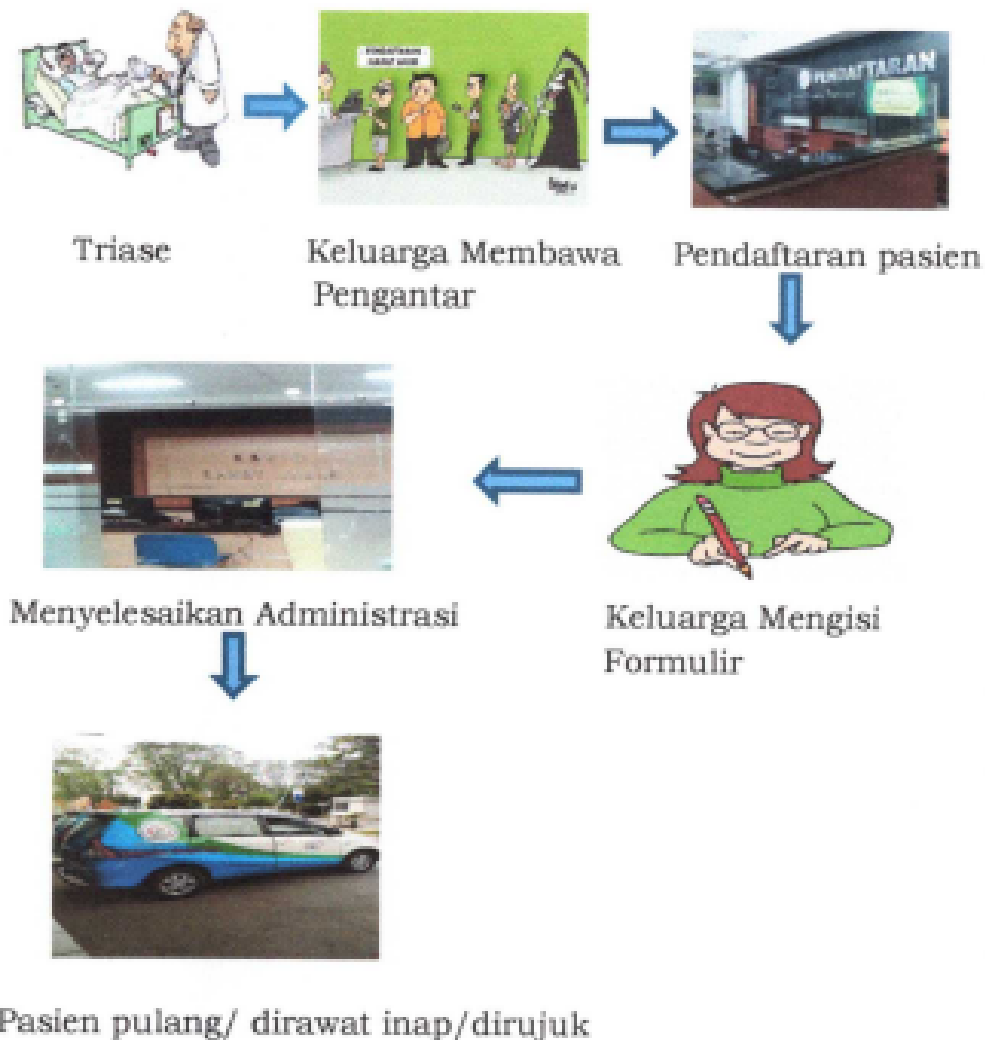 PENDAFTARAN
Triase
Keluarga Membawa
Pengantar
Pendaftaran pasien
Menyelesaikan Administrasi
Keluarga Mengisi
Formulir
Pasien pulang/ dirawat inap/dirujuk